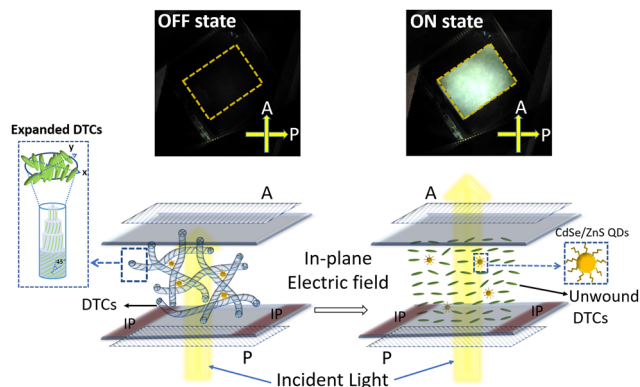 OFF state
A
P
ON state
A
P
Expanded DTCs
y
x
45°
A
DTCs
IP
IP
P
In-plane
Electric field
A
CdSe/ZnS QDs
Unwound
DTCs
IP
IP
P
Incident Light